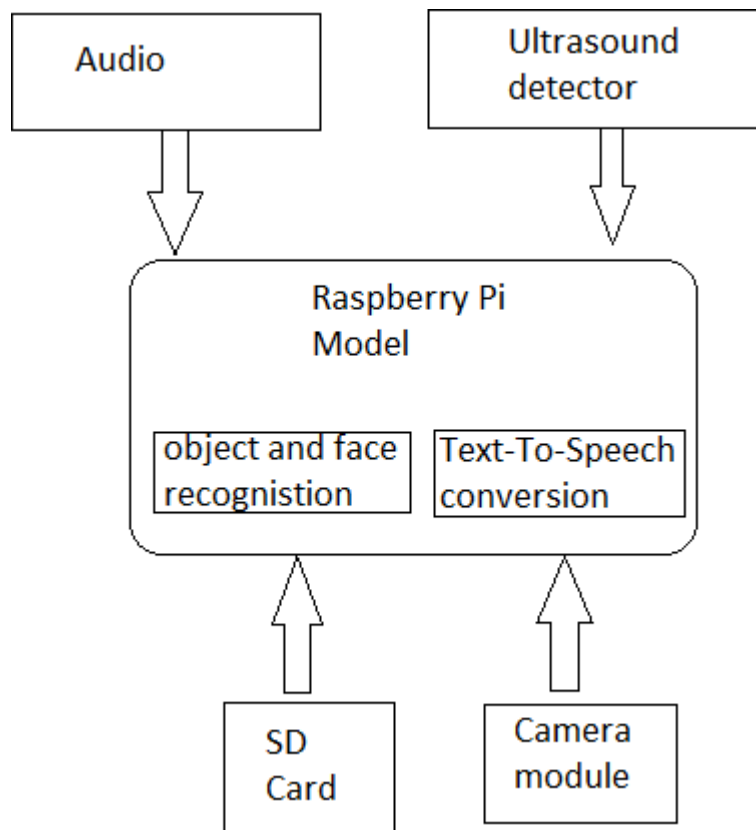 Audio
Ultrasound
detector
Raspberry Pi
Model
object and face
recognistion
Text-To-Speech
conversion
SD
Card
Camera
module